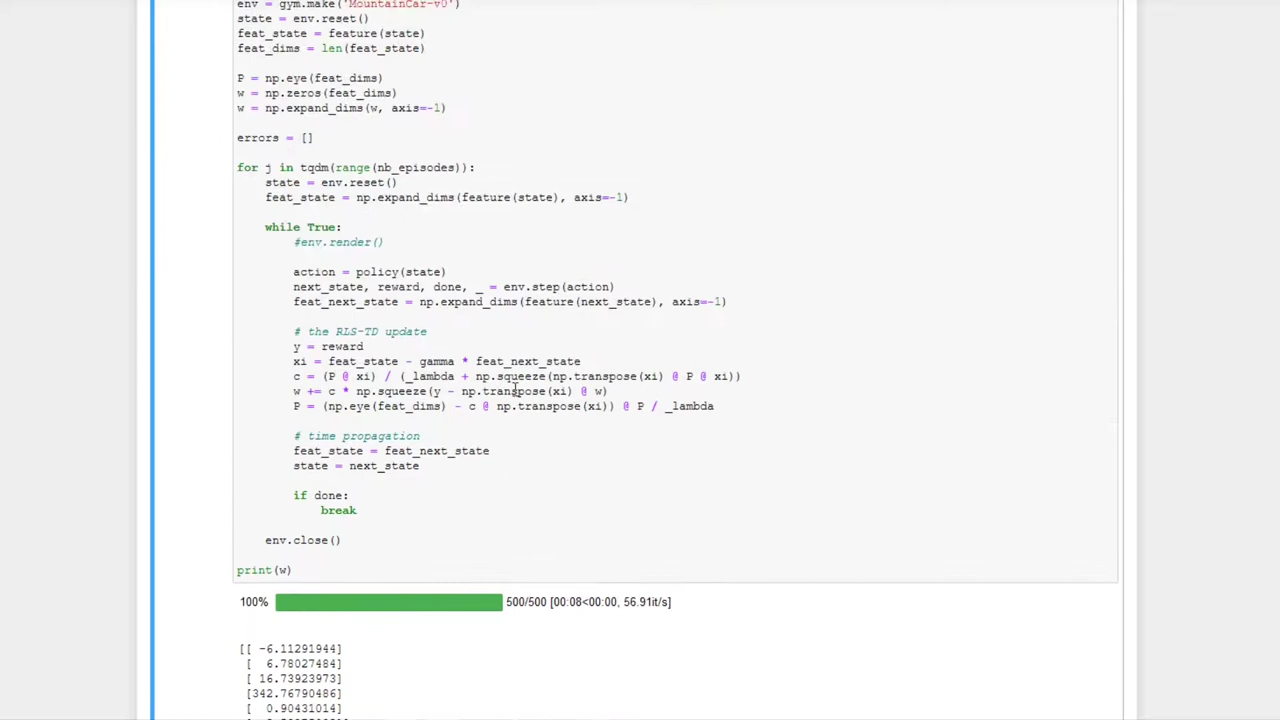 env = gym.make('MountainCar-v0')
state = env.reset()
feat_state = feature(state)
feat_dims = len(feat_state)
P = np.eye(feat_dims)
w = np.zeros(feat_dims)
w = np.expand_dims(w, axis=-1)
errors = []
for j in tqdm(range(nb_episodes)):
state = env.reset()
feat_state = np.expand_dims(feature(state), axis=-1)
while True:
#env.render()
action = policy(state)
next_state, reward, done, _ = env.step(action)
feat_next_state = np.expand_dims(feature(next_state), axis=-1)
# the RLS-TD update
y = reward
xi = feat_state - gamma * feat_next_state
c = (P @ xi) / (_lambda + np.squeeze(np.transpose(xi) @ P @ xi))
w += c * np.squeeze(y - np.transpose(xi) @ w)
P = (np.eye(feat_dims) - c @ np.transpose(xi)) @ P / _lambda
# time propagation
feat_state = feat_next_state
state = next_state
if done:
break
env.close()
print(w)
100% 500/500 [00:08<00:00, 56.91it/s]
[[ -6.11291944]
[ 6.78027484]
[ 16.73923973]
[342.76790486]
[ 0.90431014]